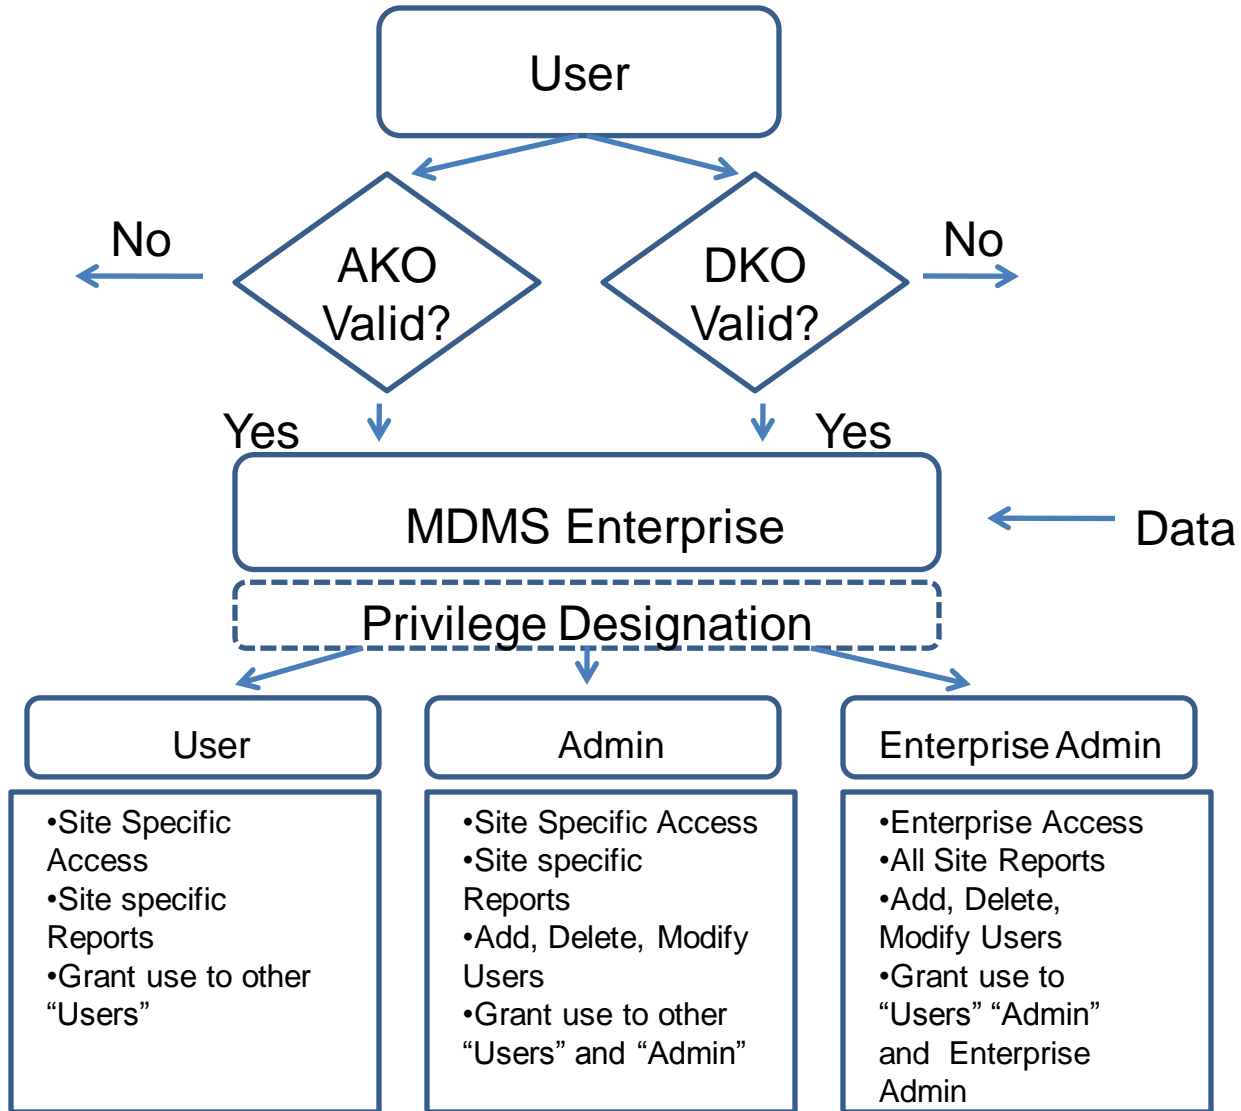 User
No
AKO
Valid?
DKO
Valid?
No
Yes
Yes
MDMS Enterprise
Data
Privilege Designation
User
Admin
Enterprise Admin
•Site Specific
Access
•Site specific
Reports
•Grant use to other
“Users”
•Site Specific Access
•Site specific
Reports
•Add, Delete, Modify
Users
•Grant use to other
“Users” and “Admin”
•Enterprise Access
•All Site Reports
•Add, Delete,
Modify Users
•Grant use to
“Users” “Admin”
and Enterprise
Admin